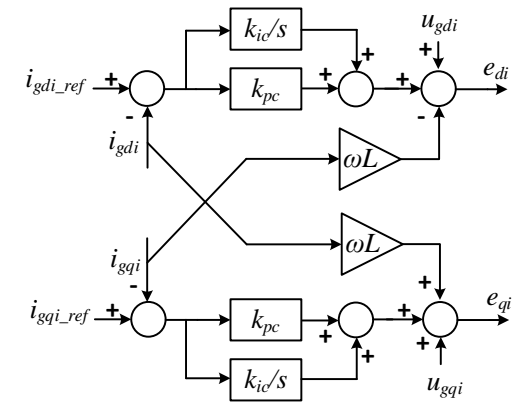 k_ic/s
u_gdi
+
+
i_gdi_ref
+
+
+
e_di
k_pc
-
-
i_gdi
ωL
ωL
i_gqi
-
+
i_gqi_ref
+
+
e_qi
k_pc
+
+
+
k_ic/s
u_gqi